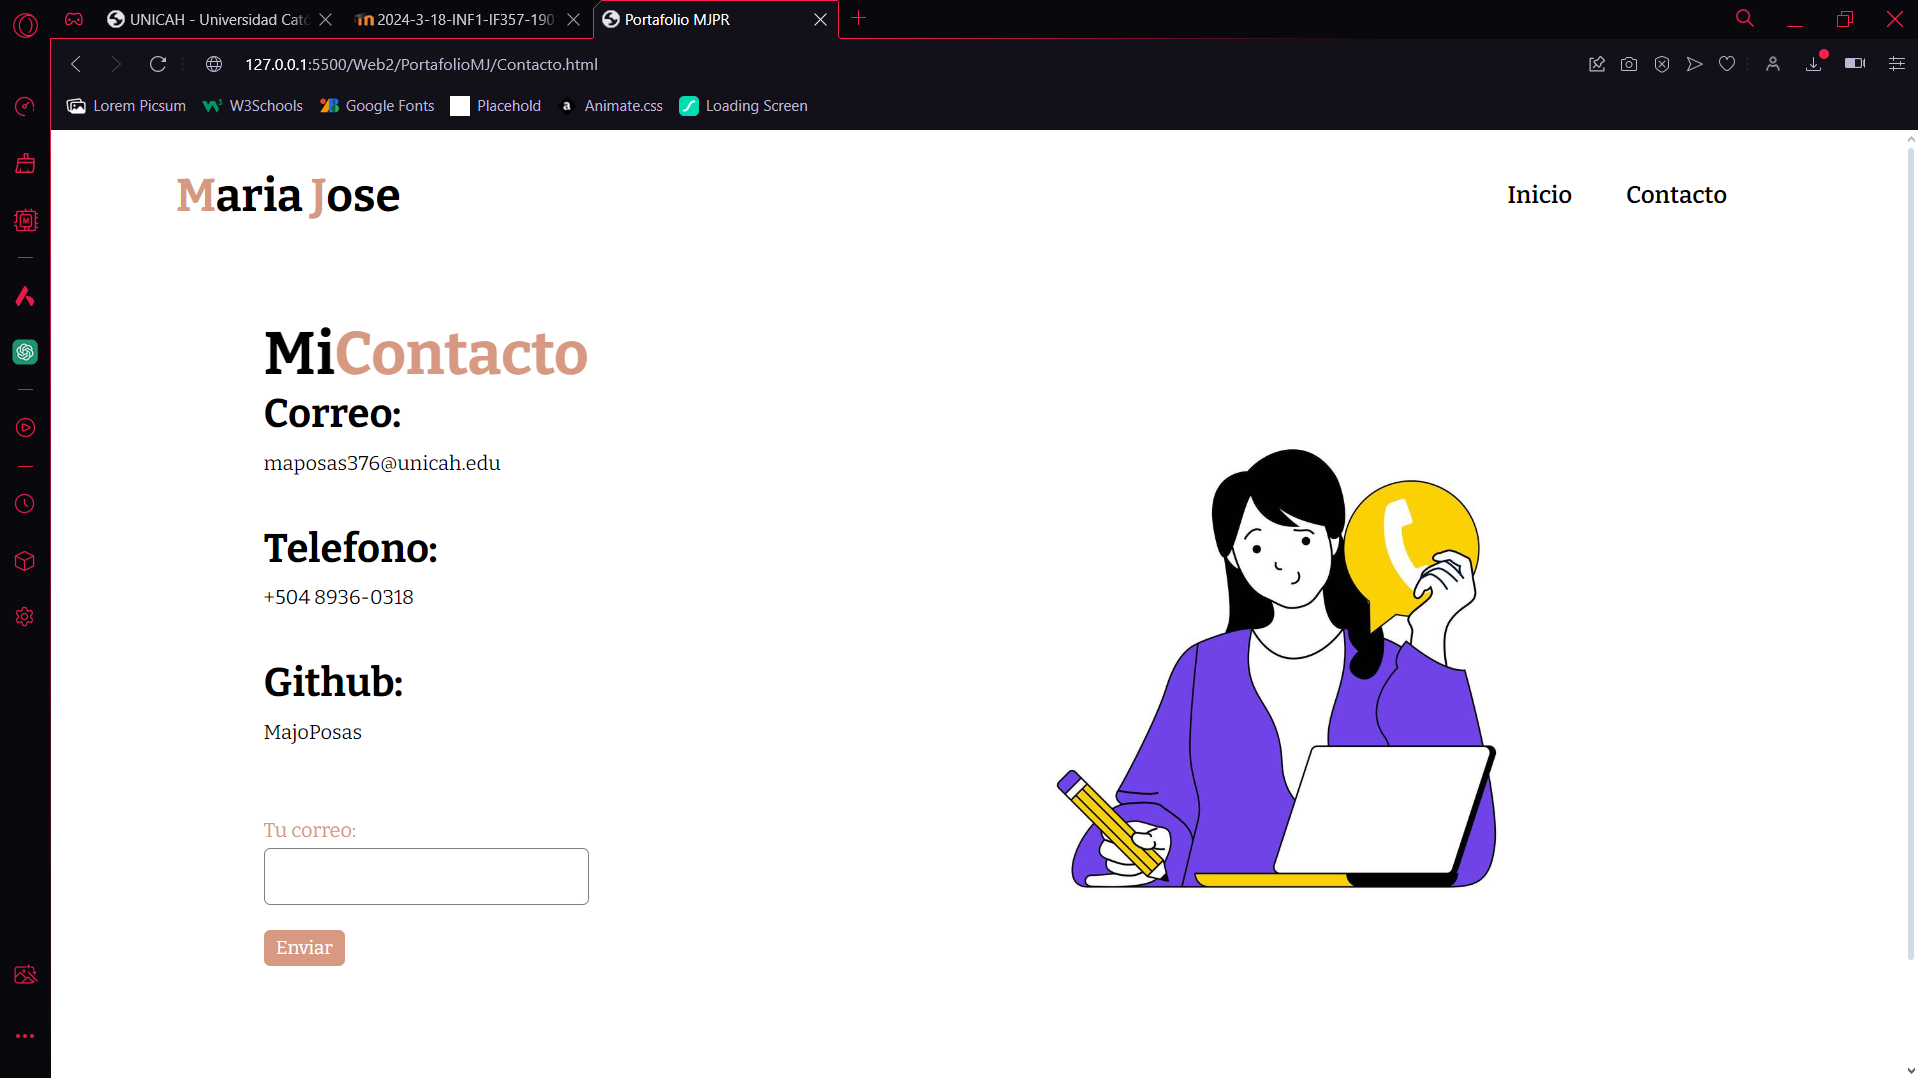 UNICAH - Universidad Cató
2024-3-18-INF1-IF357-190
Portafolio MJPR
127.0.0.1:5500/Web2/PortafolioMJ/Contacto.html
Lorem Picsum
W3Schools
Google Fonts
Placehold
a Animate.css
Loading Screen
Maria Jose
Inicio
Contacto
MiContacto
Correo:
maposas376@unicah.edu
Telefono:
+504 8936-0318
Github:
MajoPosas
Tu correo:
Enviar